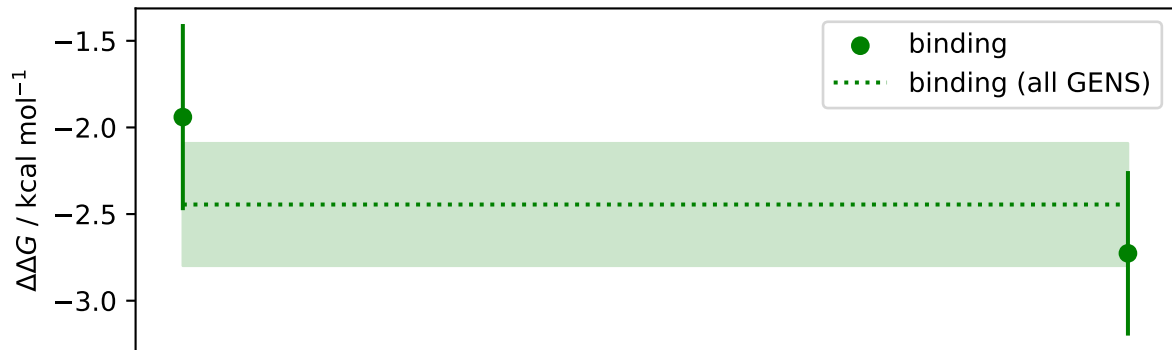 −1.5
−2.0
−2.5
−3.0
ΔΔG / kcal mol⁻¹
binding
binding (all GENS)